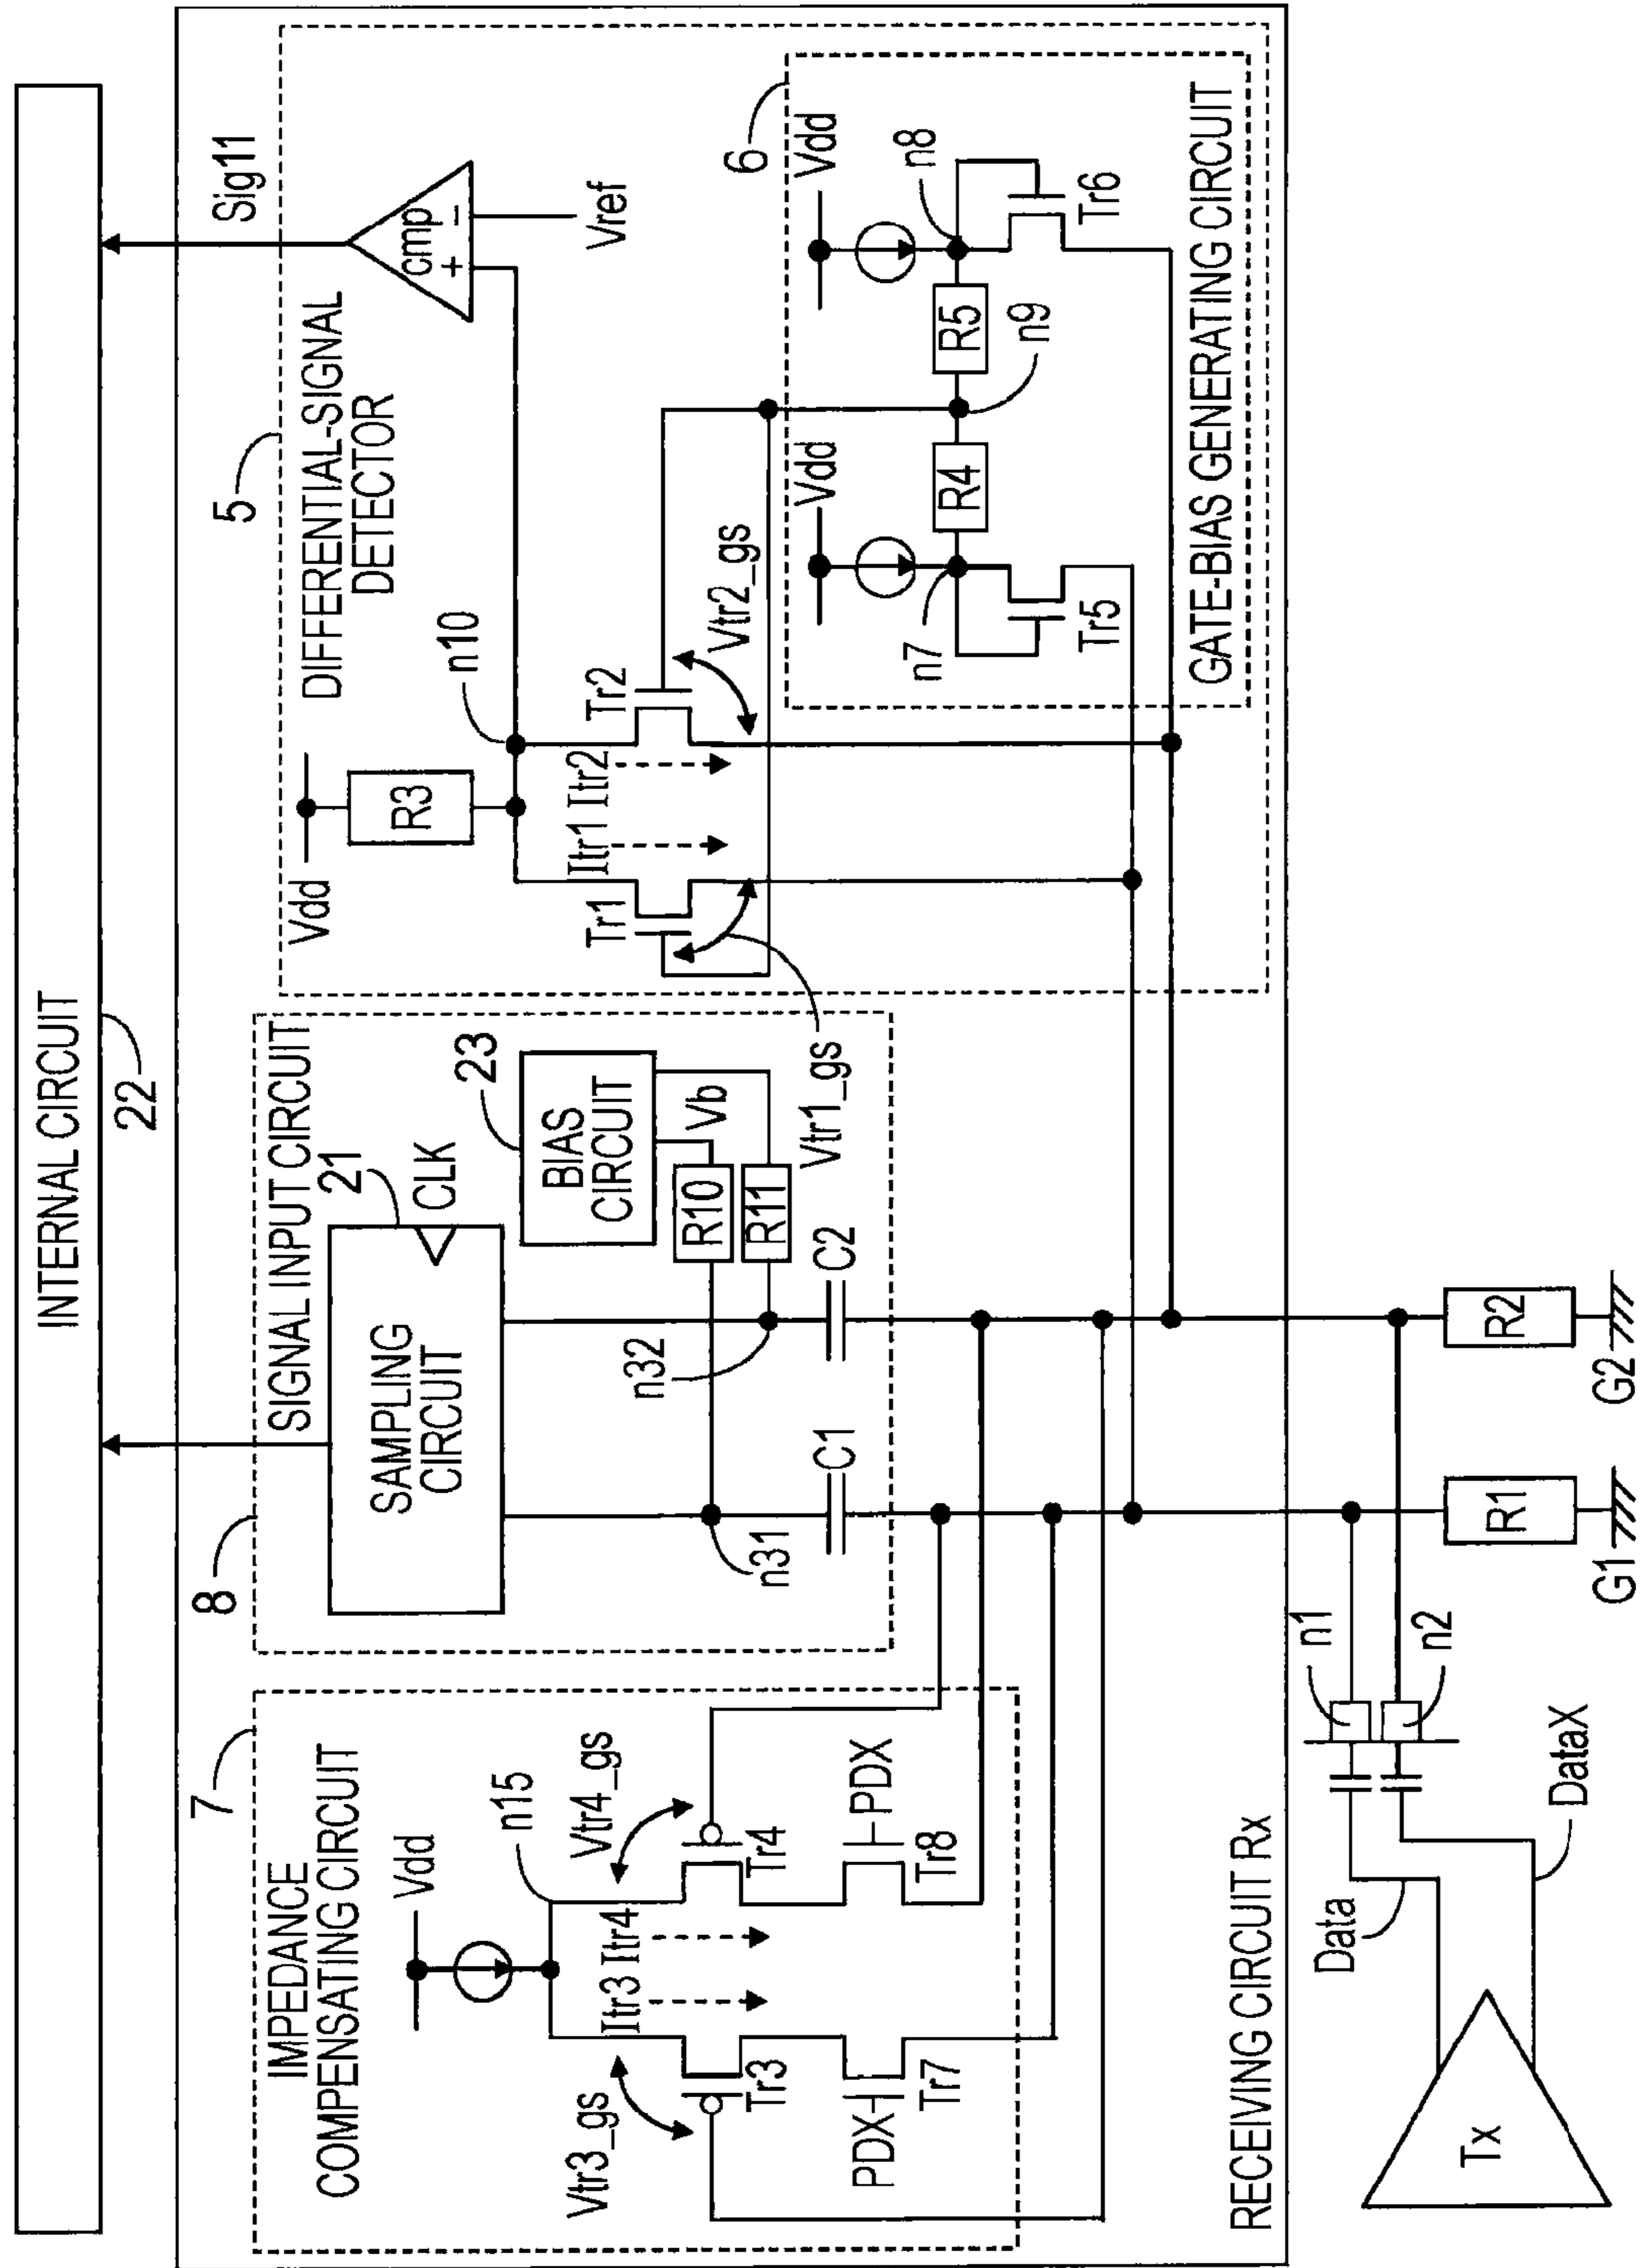 INTERNAL CIRCUIT
22
Sig11
7
IMPEDANCE
COMPENSATING CIRCUIT
Vdd
n15
Vtr3_gs
Vtr4_gs
Itr3
Itr4
Tr3
Tr4
PDX
PDX
Tr7
Tr8
8
SIGNAL INPUT CIRCUIT
21
SAMPLING
CIRCUIT
CLK
23
BIAS
CIRCUIT
Vb
R10
R11
n31
n32
C1
C2
5
DIFFERENTIAL-SIGNAL
DETECTOR
Vdd
R3
n10
cmp
+
−
Vref
Tr1
Itr1
Itr2
Tr2
Vtr1_gs
Vtr2_gs
6
Vdd
Vdd
n7
n8
R4
R5
n9
Tr5
Tr6
GATE-BIAS GENERATING CIRCUIT
RECEIVING CIRCUIT Rx
n1
n2
R1
R2
G1
G2
Data
DataX
Tx